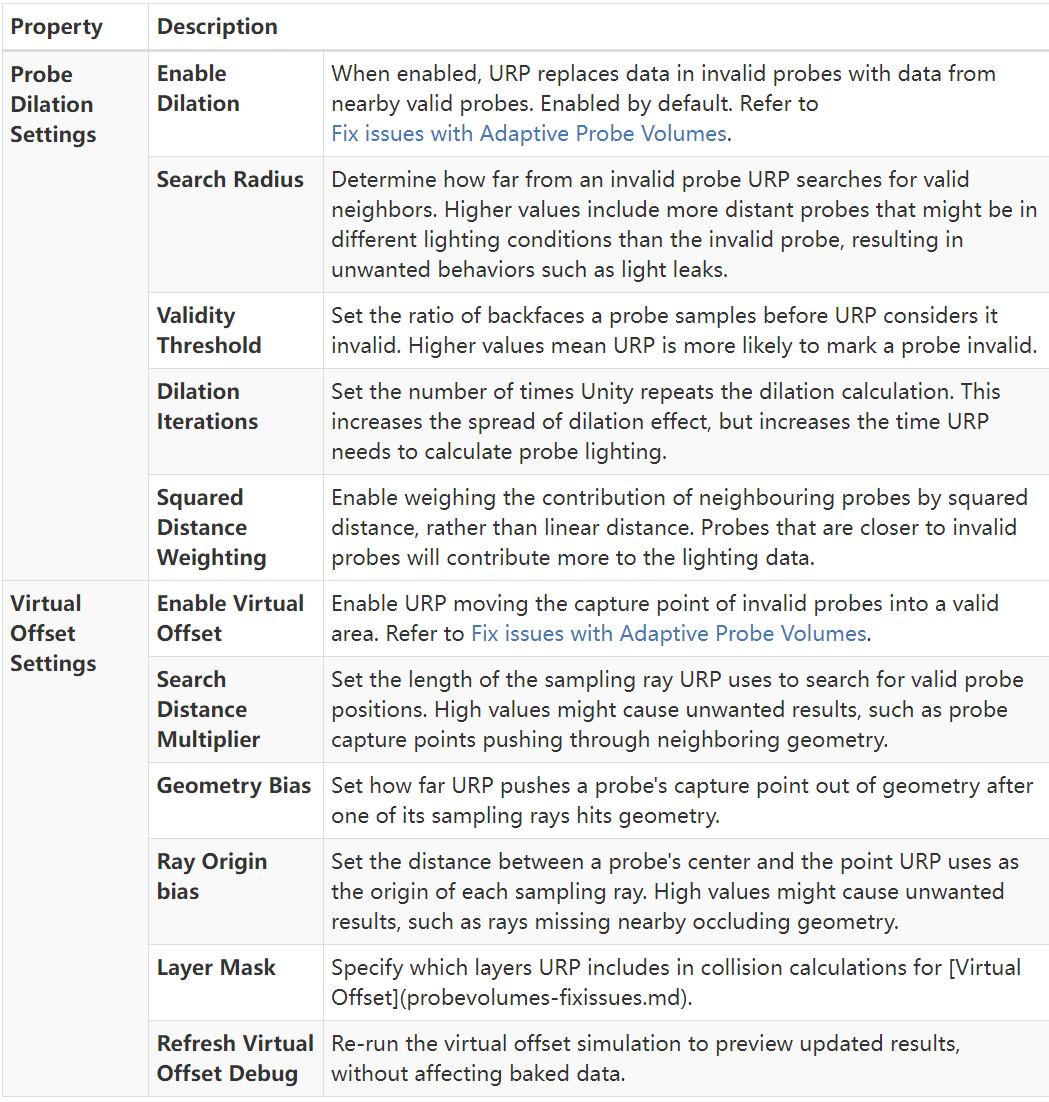 Property
Description
Probe
Dilation
Settings
Enable
Dilation
When enabled, URP replaces data in invalid probes with data from
nearby valid probes. Enabled by default. Refer to
Fix issues with Adaptive Probe Volumes.
Search Radius
Determine how far from an invalid probe URP searches for valid
neighbors. Higher values include more distant probes that might be in
different lighting conditions than the invalid probe, resulting in
unwanted behaviors such as light leaks.
Validity
Threshold
Set the ratio of backfaces a probe samples before URP considers it
invalid. Higher values mean URP is more likely to mark a probe invalid.
Dilation
Iterations
Set the number of times Unity repeats the dilation calculation. This
increases the spread of dilation effect, but increases the time URP
needs to calculate probe lighting.
Squared
Distance
Weighting
Enable weighing the contribution of neighbouring probes by squared
distance, rather than linear distance. Probes that are closer to invalid
probes will contribute more to the lighting data.
Virtual
Offset
Settings
Enable Virtual
Offset
Enable URP moving the capture point of invalid probes into a valid
area. Refer to Fix issues with Adaptive Probe Volumes.
Search
Distance
Multiplier
Set the length of the sampling ray URP uses to search for valid probe
positions. High values might cause unwanted results, such as probe
capture points pushing through neighboring geometry.
Geometry Bias
Set how far URP pushes a probe's capture point out of geometry after
one of its sampling rays hits geometry.
Ray Origin
bias
Set the distance between a probe's center and the point URP uses as
the origin of each sampling ray. High values might cause unwanted
results, such as rays missing nearby occluding geometry.
Layer Mask
Specify which layers URP includes in collision calculations for [Virtual
Offset](probevolumes-fixissues.md).
Refresh Virtual
Offset Debug
Re-run the virtual offset simulation to preview updated results,
without affecting baked data.